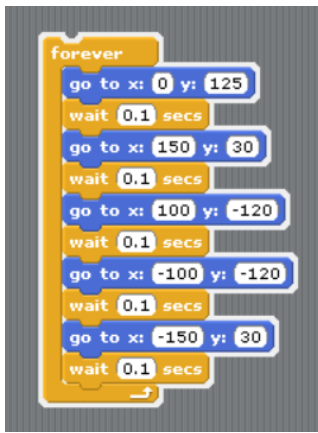 forever
go to x: 0 y: 125
wait 0.1 secs
go to x: 150 y: 30
wait 0.1 secs
go to x: 100 y: -120
wait 0.1 secs
go to x: -100 y: -120
wait 0.1 secs
go to x: -150 y: 30
wait 0.1 secs